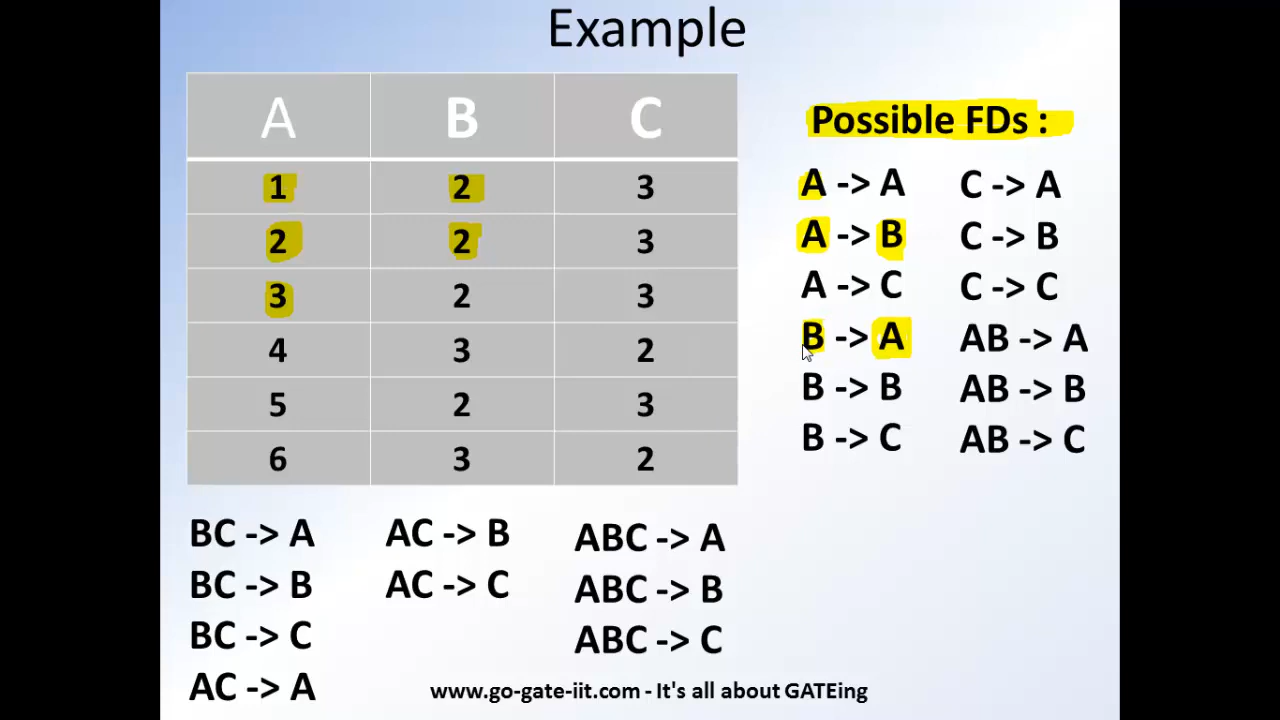 Example
A B C
1 2 3
2 2 3
3 2 3
4 3 2
5 2 3
6 3 2
Possible FDs :
A -> A
A -> B
A -> C
B -> A
B -> B
B -> C
C -> A
C -> B
C -> C
AB -> A
AB -> B
AB -> C
BC -> A
BC -> B
BC -> C
AC -> A
AC -> B
AC -> C
ABC -> A
ABC -> B
ABC -> C
www.go-gate-iit.com - It's all about GATEing